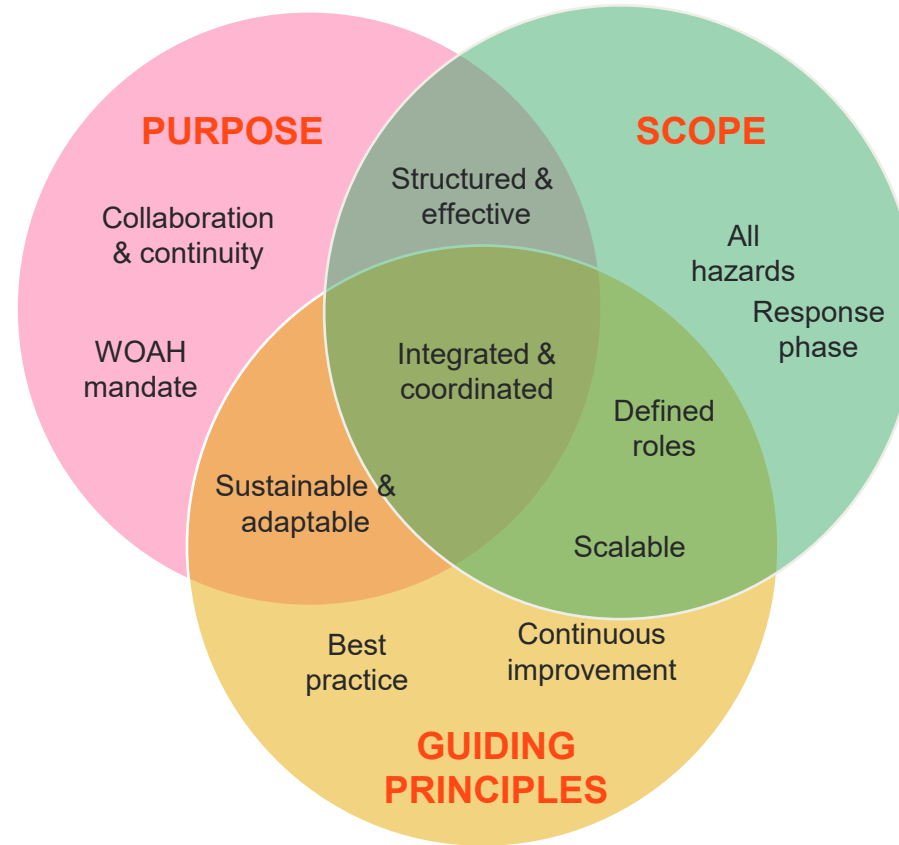 PURPOSE
SCOPE
Structured &
effective
Collaboration
& continuity
All
hazards
Response
phase
WOAH
mandate
Integrated &
coordinated
Defined
roles
Sustainable &
adaptable
Scalable
Best
practice
Continuous
improvement
GUIDING
PRINCIPLES